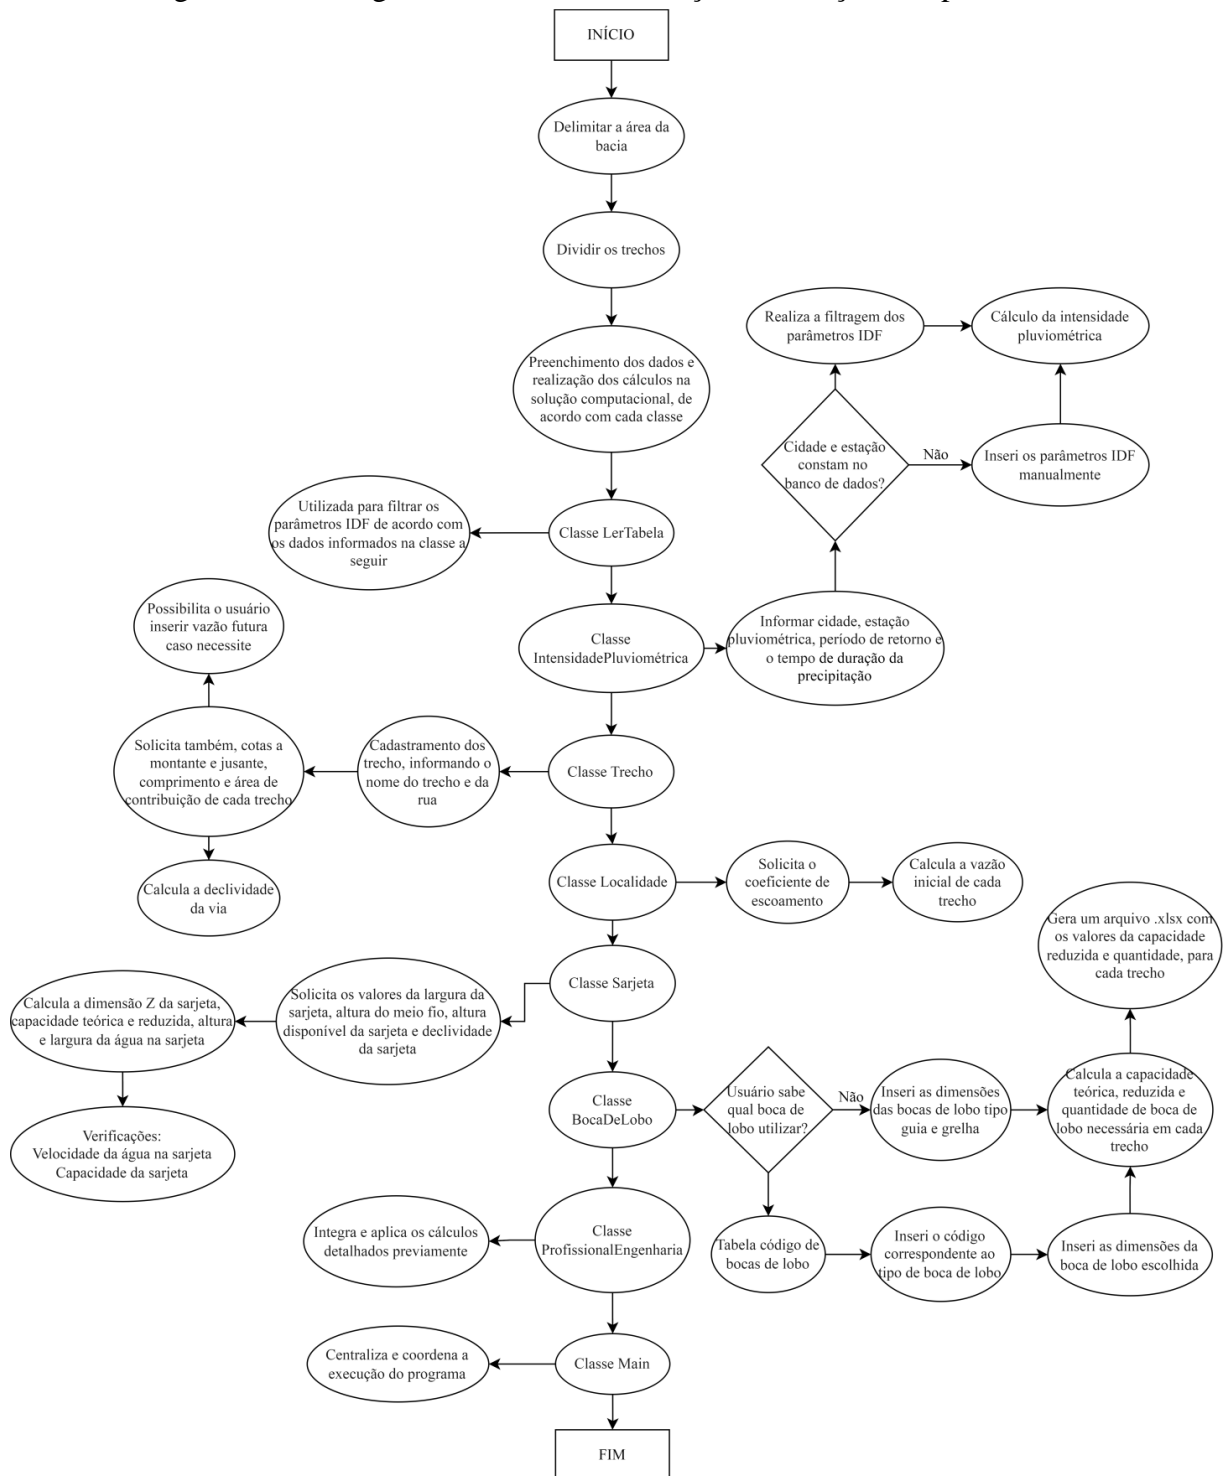 INÍCIO
Delimitar a área da
bacia
Dividir os trechos
Preenchimento dos dados e
realização dos cálculos na
solução computacional, de
acordo com cada classe
Realiza a filtragem dos
parâmetros IDF
Cálculo da intensidade
pluviométrica
Cidade e estação
constam no
banco de dados?
Não
Inseri os parâmetros IDF
manualmente
Utilizada para filtrar os
parâmetros IDF de acordo com
os dados informados na classe a
seguir
Classe LerTabela
Possibilita o usuário
inserir vazão futura
caso necessite
Classe
IntensidadePluviométrica
Informar cidade, estação
pluviométrica, período de retorno e
o tempo de duração da
precipitação
Solicita também, cotas a
montante e jusante,
comprimento e área de
contribuição de cada trecho
Cadastramento dos
trecho, informando o
nome do trecho e da
rua
Classe Trecho
Calcula a declividade
da via
Classe Localidade
Solicita o
coeficiente de
escoamento
Calcula a vazão
inicial de cada
trecho
Gera um arquivo .xlsx com
os valores da capacidade
reduzida e quantidade, para
cada trecho
Classe Sarjeta
Solicita os valores da largura da
sarjeta, altura do meio fio, altura
disponível da sarjeta e declividade
da sarjeta
Calcula a dimensão Z da sarjeta,
capacidade teórica e reduzida, altura
e largura da água na sarjeta
Verificações:
Velocidade da água na sarjeta
Capacidade da sarjeta
Classe
BocaDeLobo
Usuário sabe
qual boca de
lobo utilizar?
Não
Inseri as dimensões
das bocas de lobo tipo
guia e grelha
Calcula a capacidade
teórica, reduzida e
quantidade de boca de
lobo necessária em cada
trecho
Integra e aplica os cálculos
detalhados previamente
Classe
ProfissionalEngenharia
Tabela código de
bocas de lobo
Inseri o código
correspondente ao
tipo de boca de lobo
Inseri as dimensões da
boca de lobo escolhida
Centraliza e coordena a
execução do programa
Classe Main
FIM